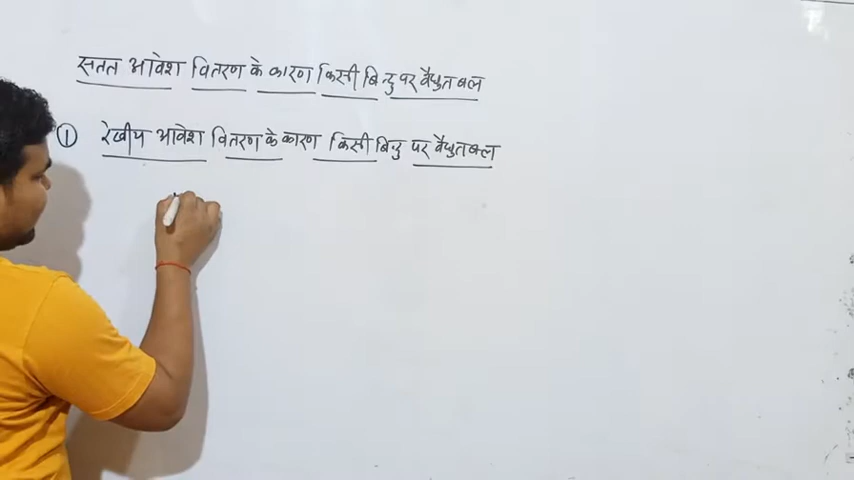 सतत आवेश वितरण के कारण किसी बिन्दु पर वैधुत बल
① रेखीय आवेश वितरण के कारण किसी बिन्दु पर वैधुत बल